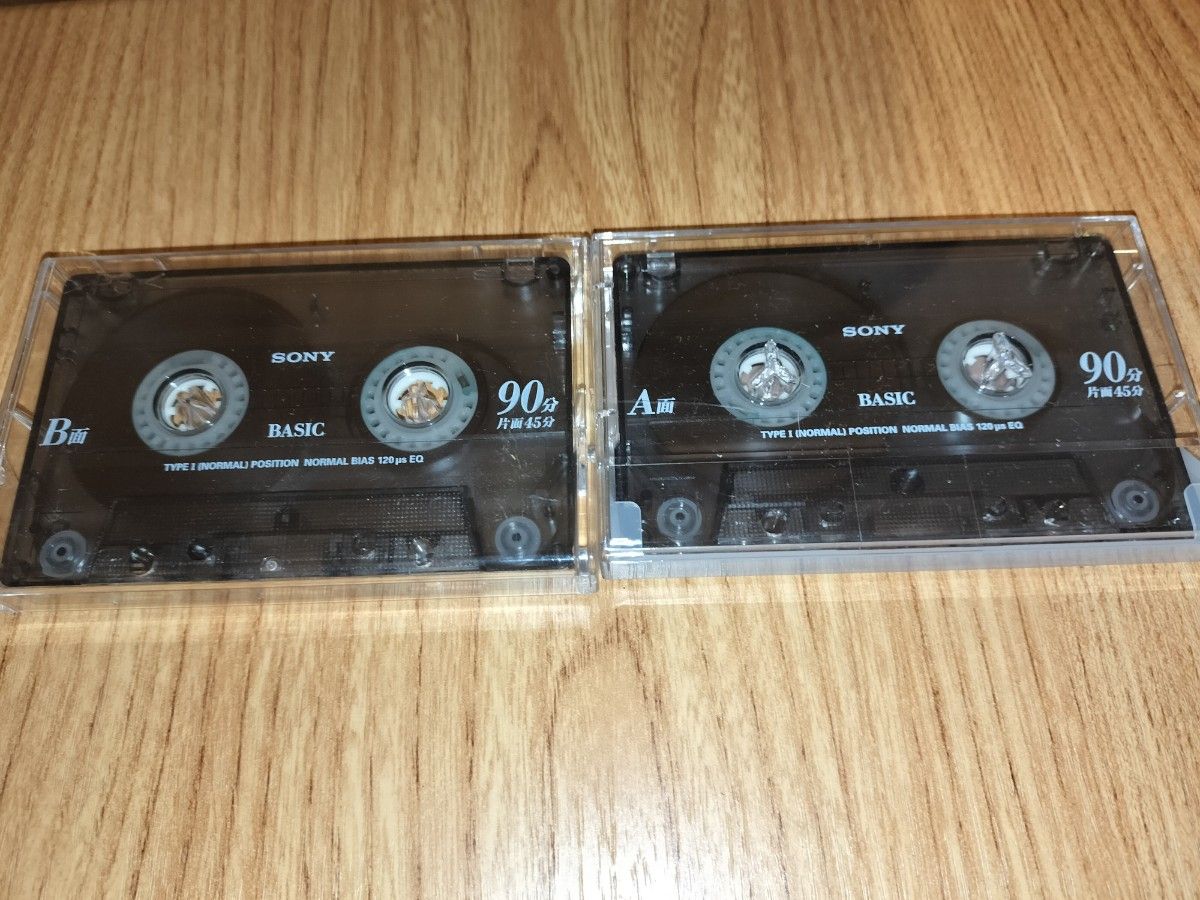 SONY
B面
BASIC
90分
片面45分
TYPE I (NORMAL) POSITION NORMAL BIAS 120μs EQ
SONY
A面
BASIC
90分
片面45分
TYPE I (NORMAL) POSITION NORMAL BIAS 120μs EQ